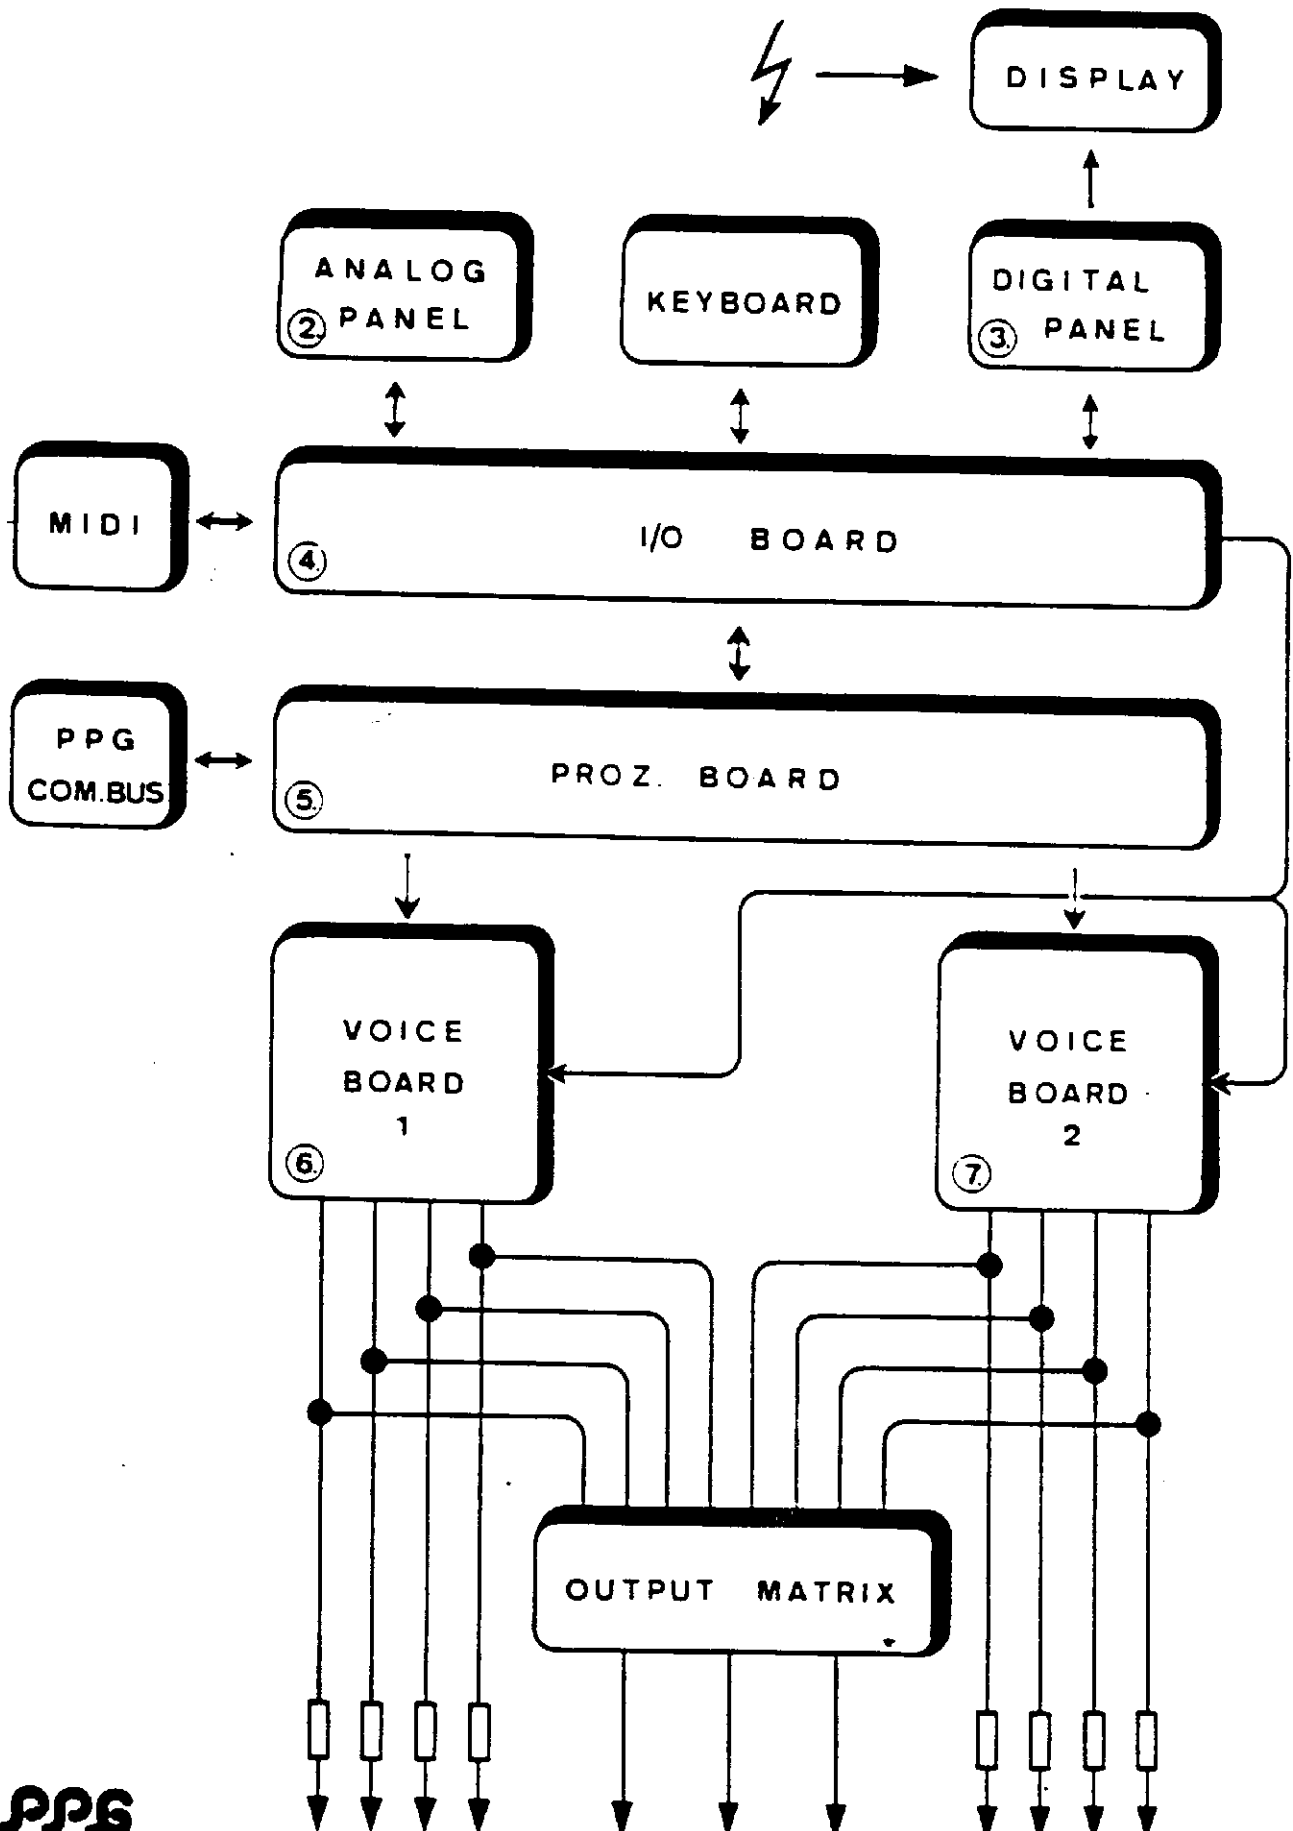 DISPLAY
ANALOG
PANEL
2.
KEYBOARD
DIGITAL
PANEL
3.
MIDI
I/O BOARD
4.
PPG
COM.BUS
PROZ. BOARD
5.
VOICE
BOARD
1
6.
VOICE
BOARD
2
7.
OUTPUT MATRIX
ppg